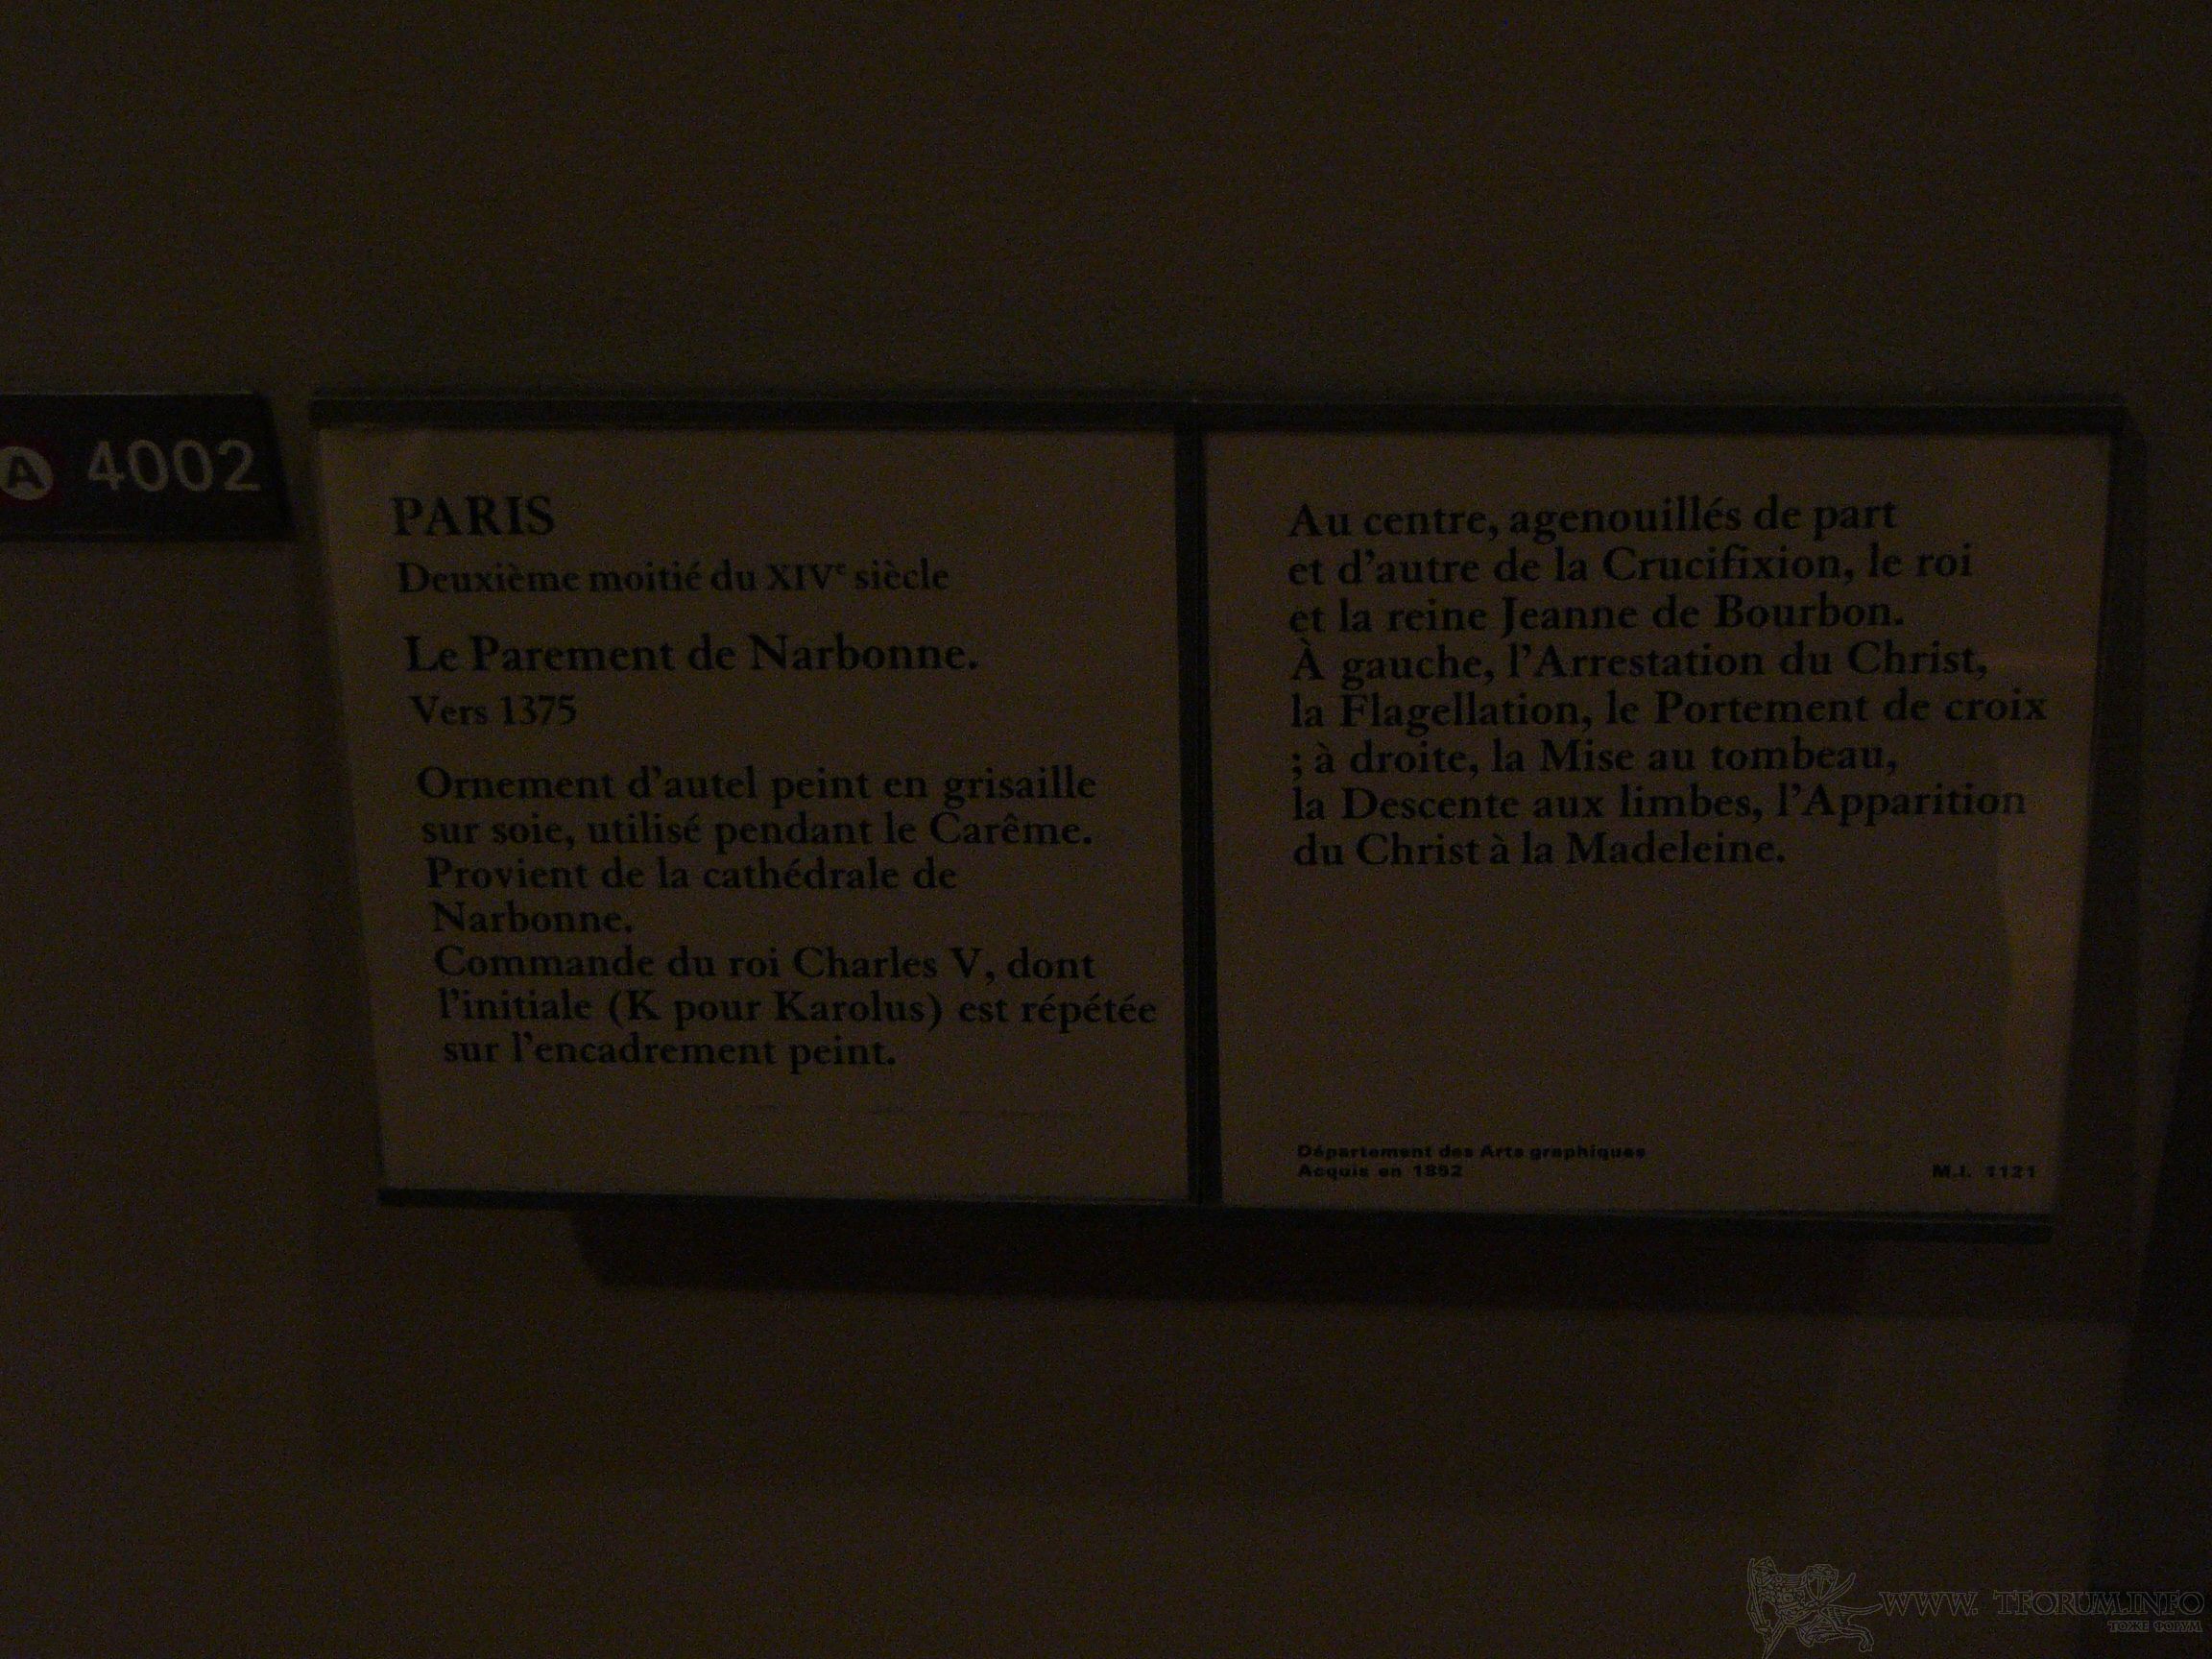 A 4002
PARIS
Deuxième moitié du XIVe siècle
Le Parement de Narbonne.
Vers 1375
Ornement d'autel peint en grisaille
sur soie, utilisé pendant le Carême.
Provient de la cathédrale de
Narbonne.
Commande du roi Charles V, dont
l'initiale (K pour Karolus) est répétée
sur l'encadrement peint.
Au centre, agenouillés de part
et d'autre de la Crucifixion, le roi
et la reine Jeanne de Bourbon.
À gauche, l'Arrestation du Christ,
la Flagellation, le Portement de croix
; à droite, la Mise au tombeau,
la Descente aux limbes, l'Apparition
du Christ à la Madeleine.
Département des Arts graphiques
Acquis en 1852
M.I. 1121
WWW. TFORUM.INFO
ТОЖЕ ФОРУМ